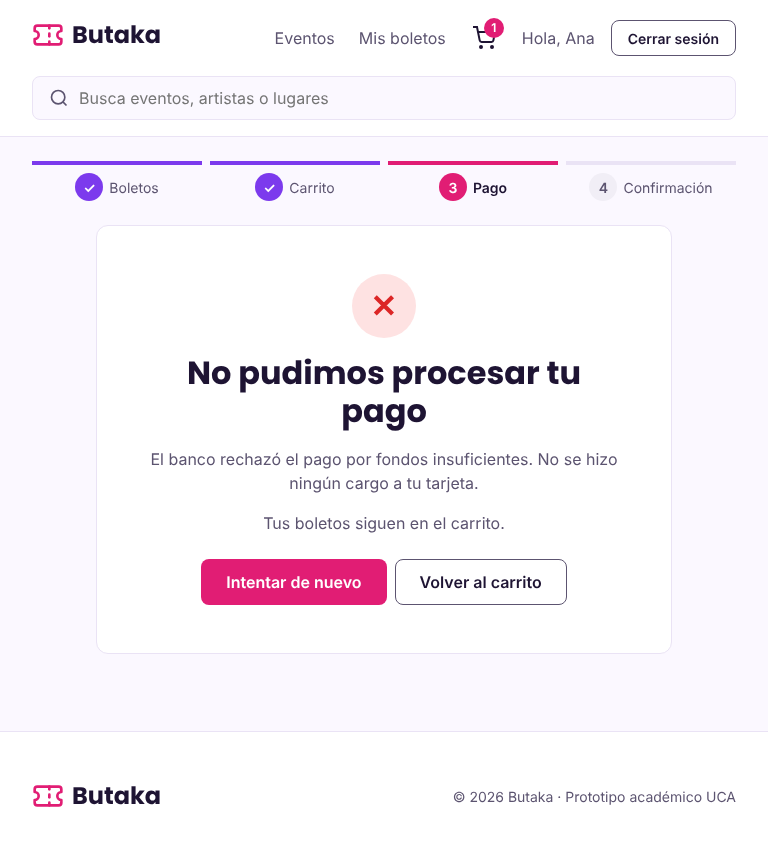 Butaka
Eventos
Mis boletos
1
Hola, Ana
Cerrar sesión
Busca eventos, artistas o lugares
Boletos
Carrito
3 Pago
4 Confirmación
No pudimos procesar tu
pago
El banco rechazó el pago por fondos insuficientes. No se hizo
ningún cargo a tu tarjeta.
Tus boletos siguen en el carrito.
Intentar de nuevo
Volver al carrito
Butaka
© 2026 Butaka · Prototipo académico UCA